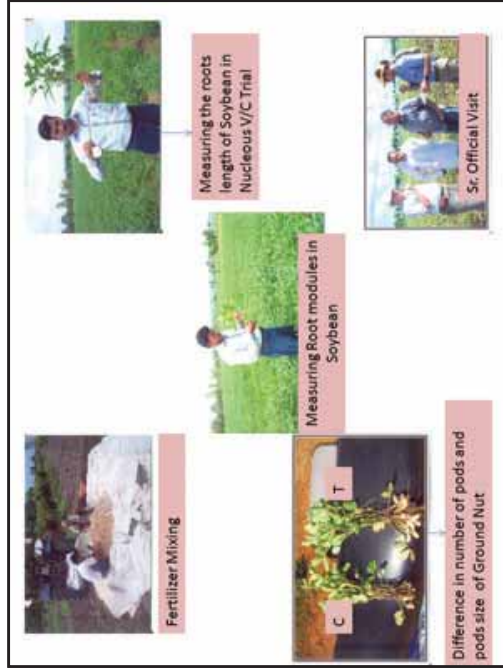 Fertilizer Mixing
Measuring the roots
length of Soybean in
Nucleous V/C Trial
Measuring Root modules in
Soybean
C
T
Difference in number of pods and
pods size of Ground Nut
Sr. Official Visit